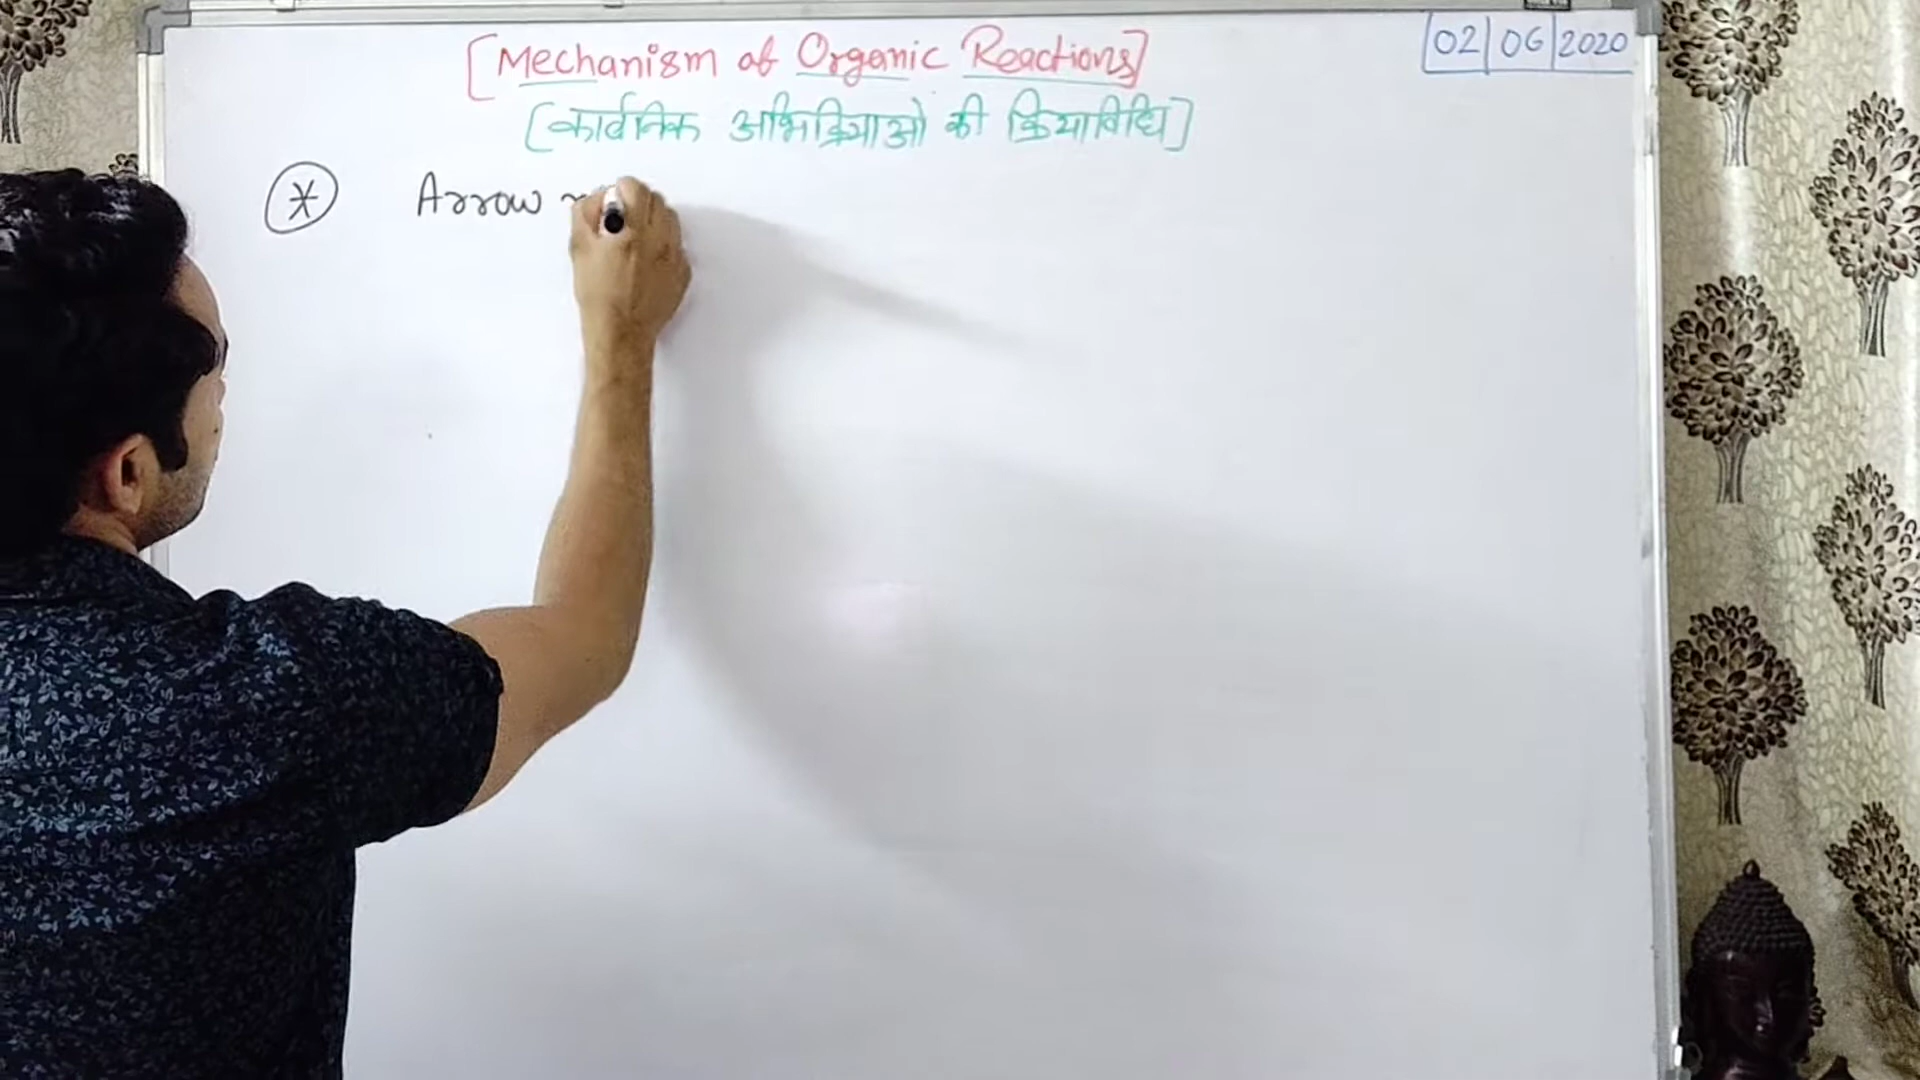 [Mechanism of Organic Reactions]
02|06|2020
[कार्बनिक अभिक्रियाओ की क्रियाविधि]
* Arrow